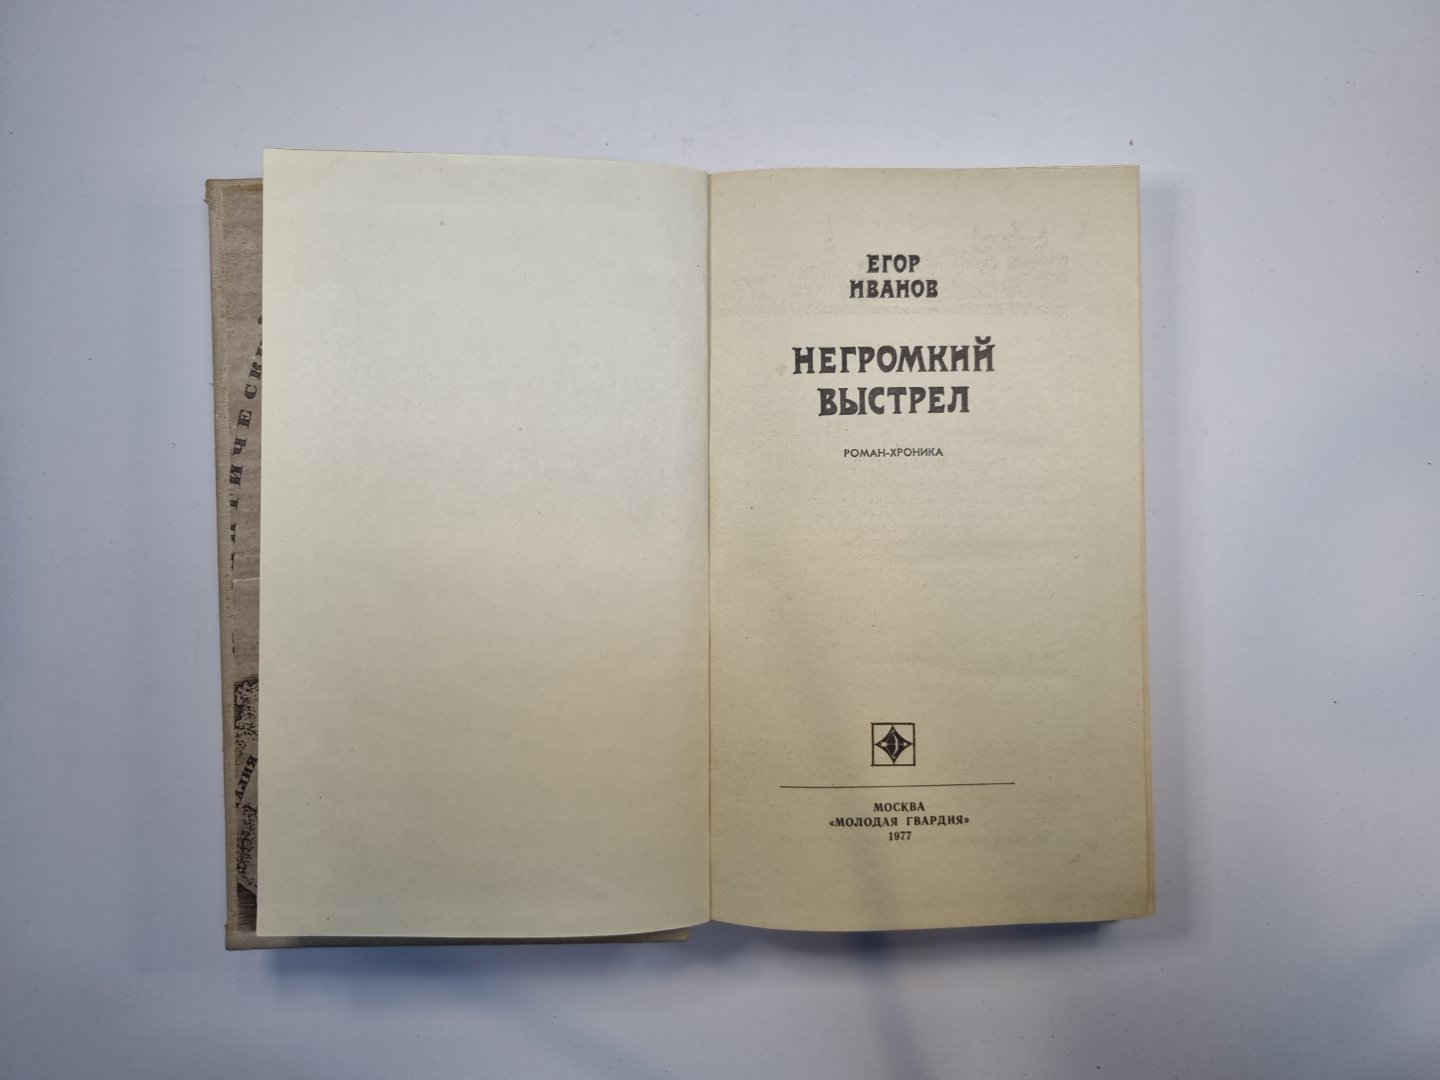 ЕГОР
ИВАНОВ
НЕГРОМКИЙ
ВЫСТРЕЛ
РОМАН-ХРОНИКА
МОСКВА
«МОЛОДАЯ ГВАРДИЯ»
1977